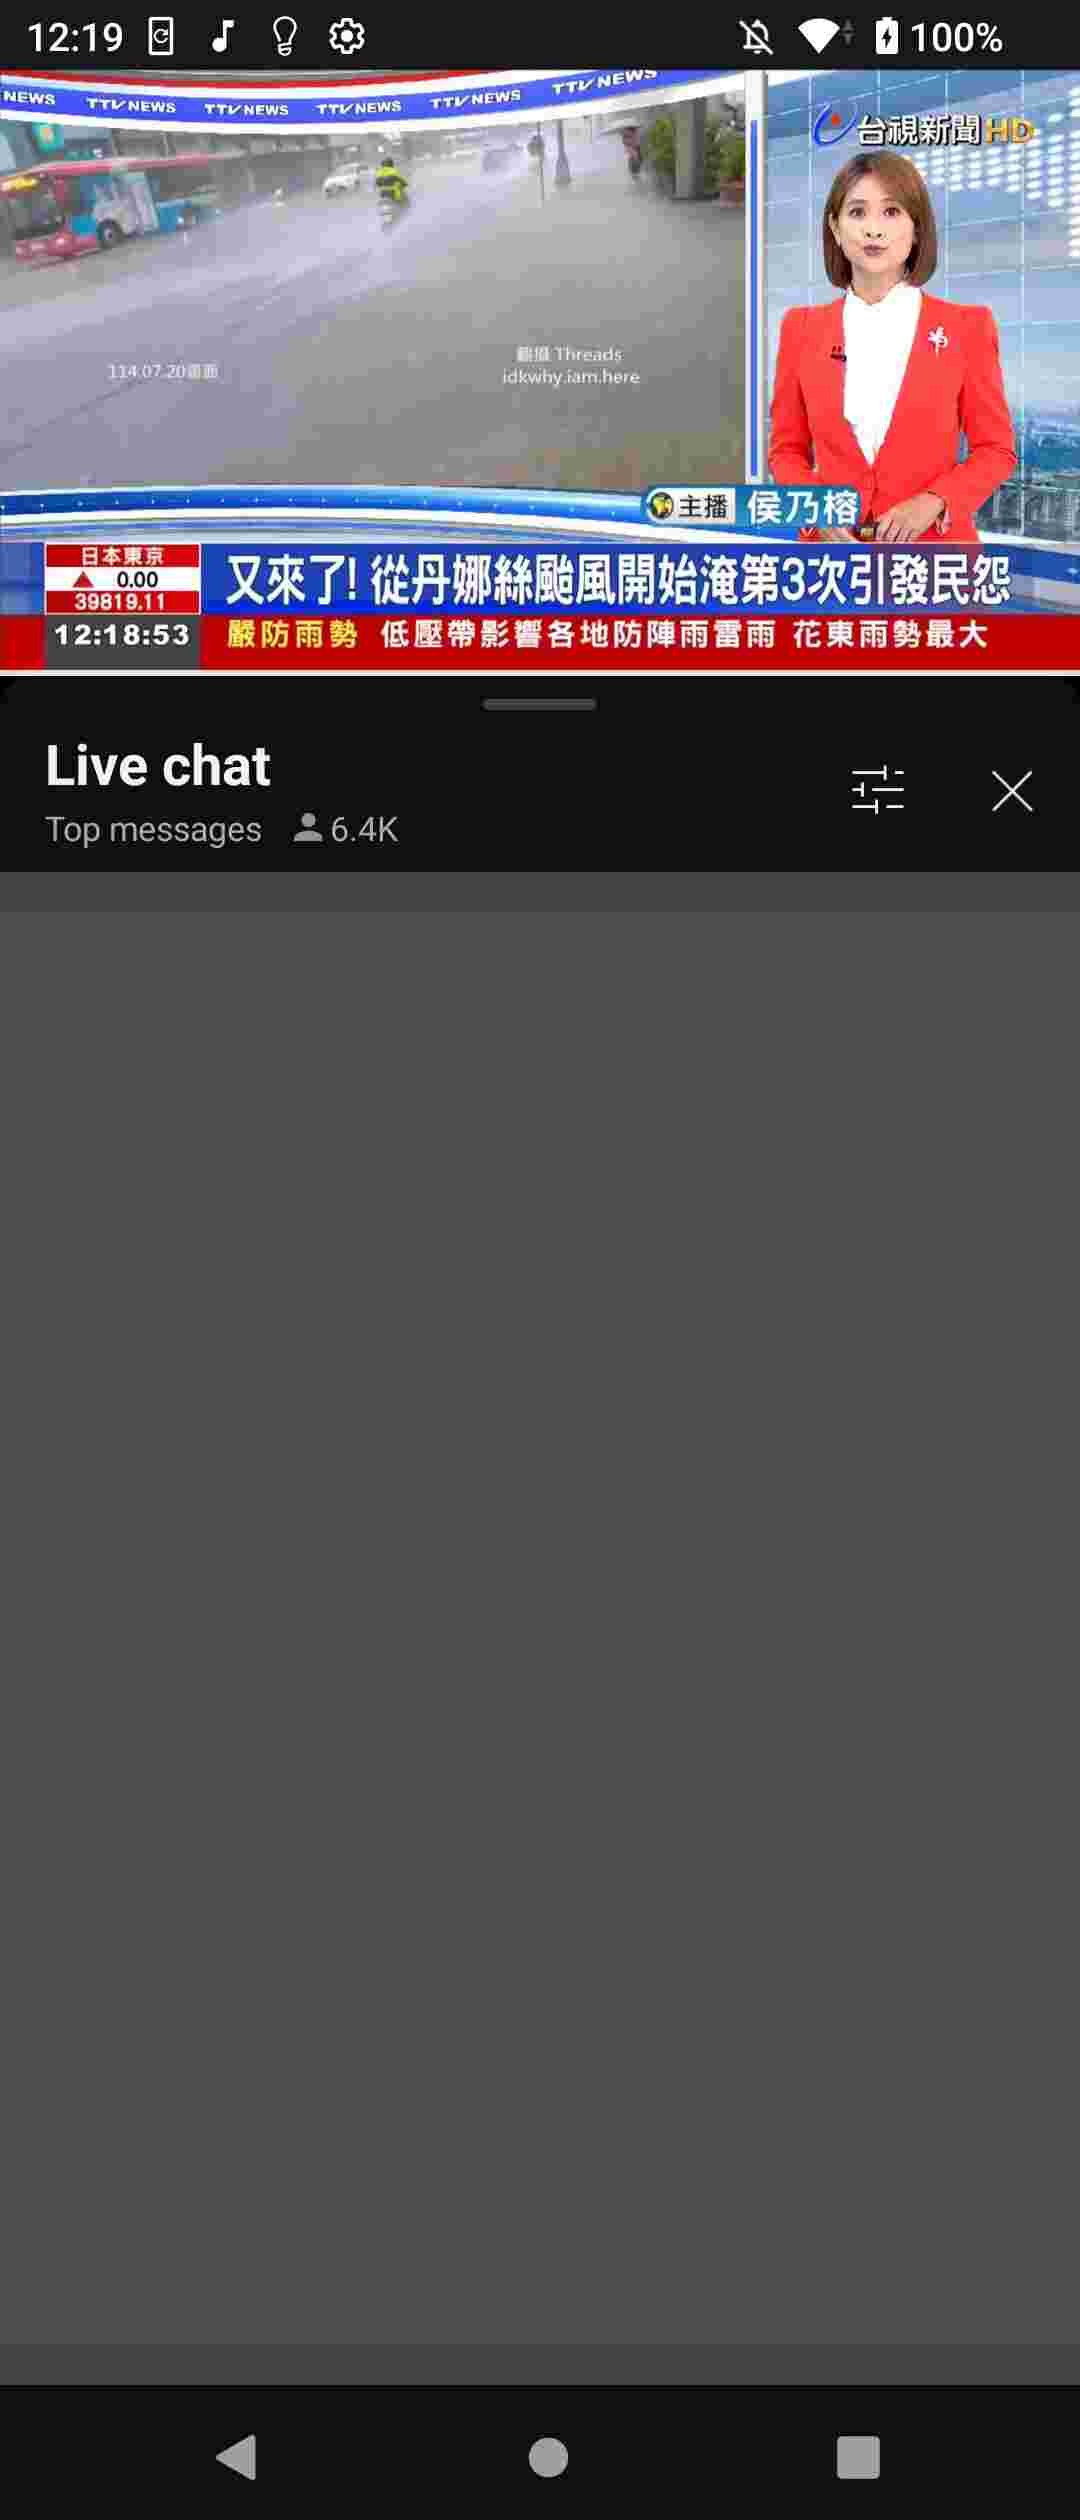 12:19
100%
NEWS TTV NEWS TTV NEWS TTV NEWS TTV NEWS TTV NEWS
台視新聞HD
114.07.20畫面
翻攝 Threads
idkwhy.iam.here
主播 侯乃榕
日本東京
0.00
39819.11
又來了! 從丹娜絲颱風開始淹第3次引發民怨
12:18:53
嚴防雨勢 低壓帶影響各地防陣雨雷雨 花東雨勢最大
Live chat
Top messages 6.4K